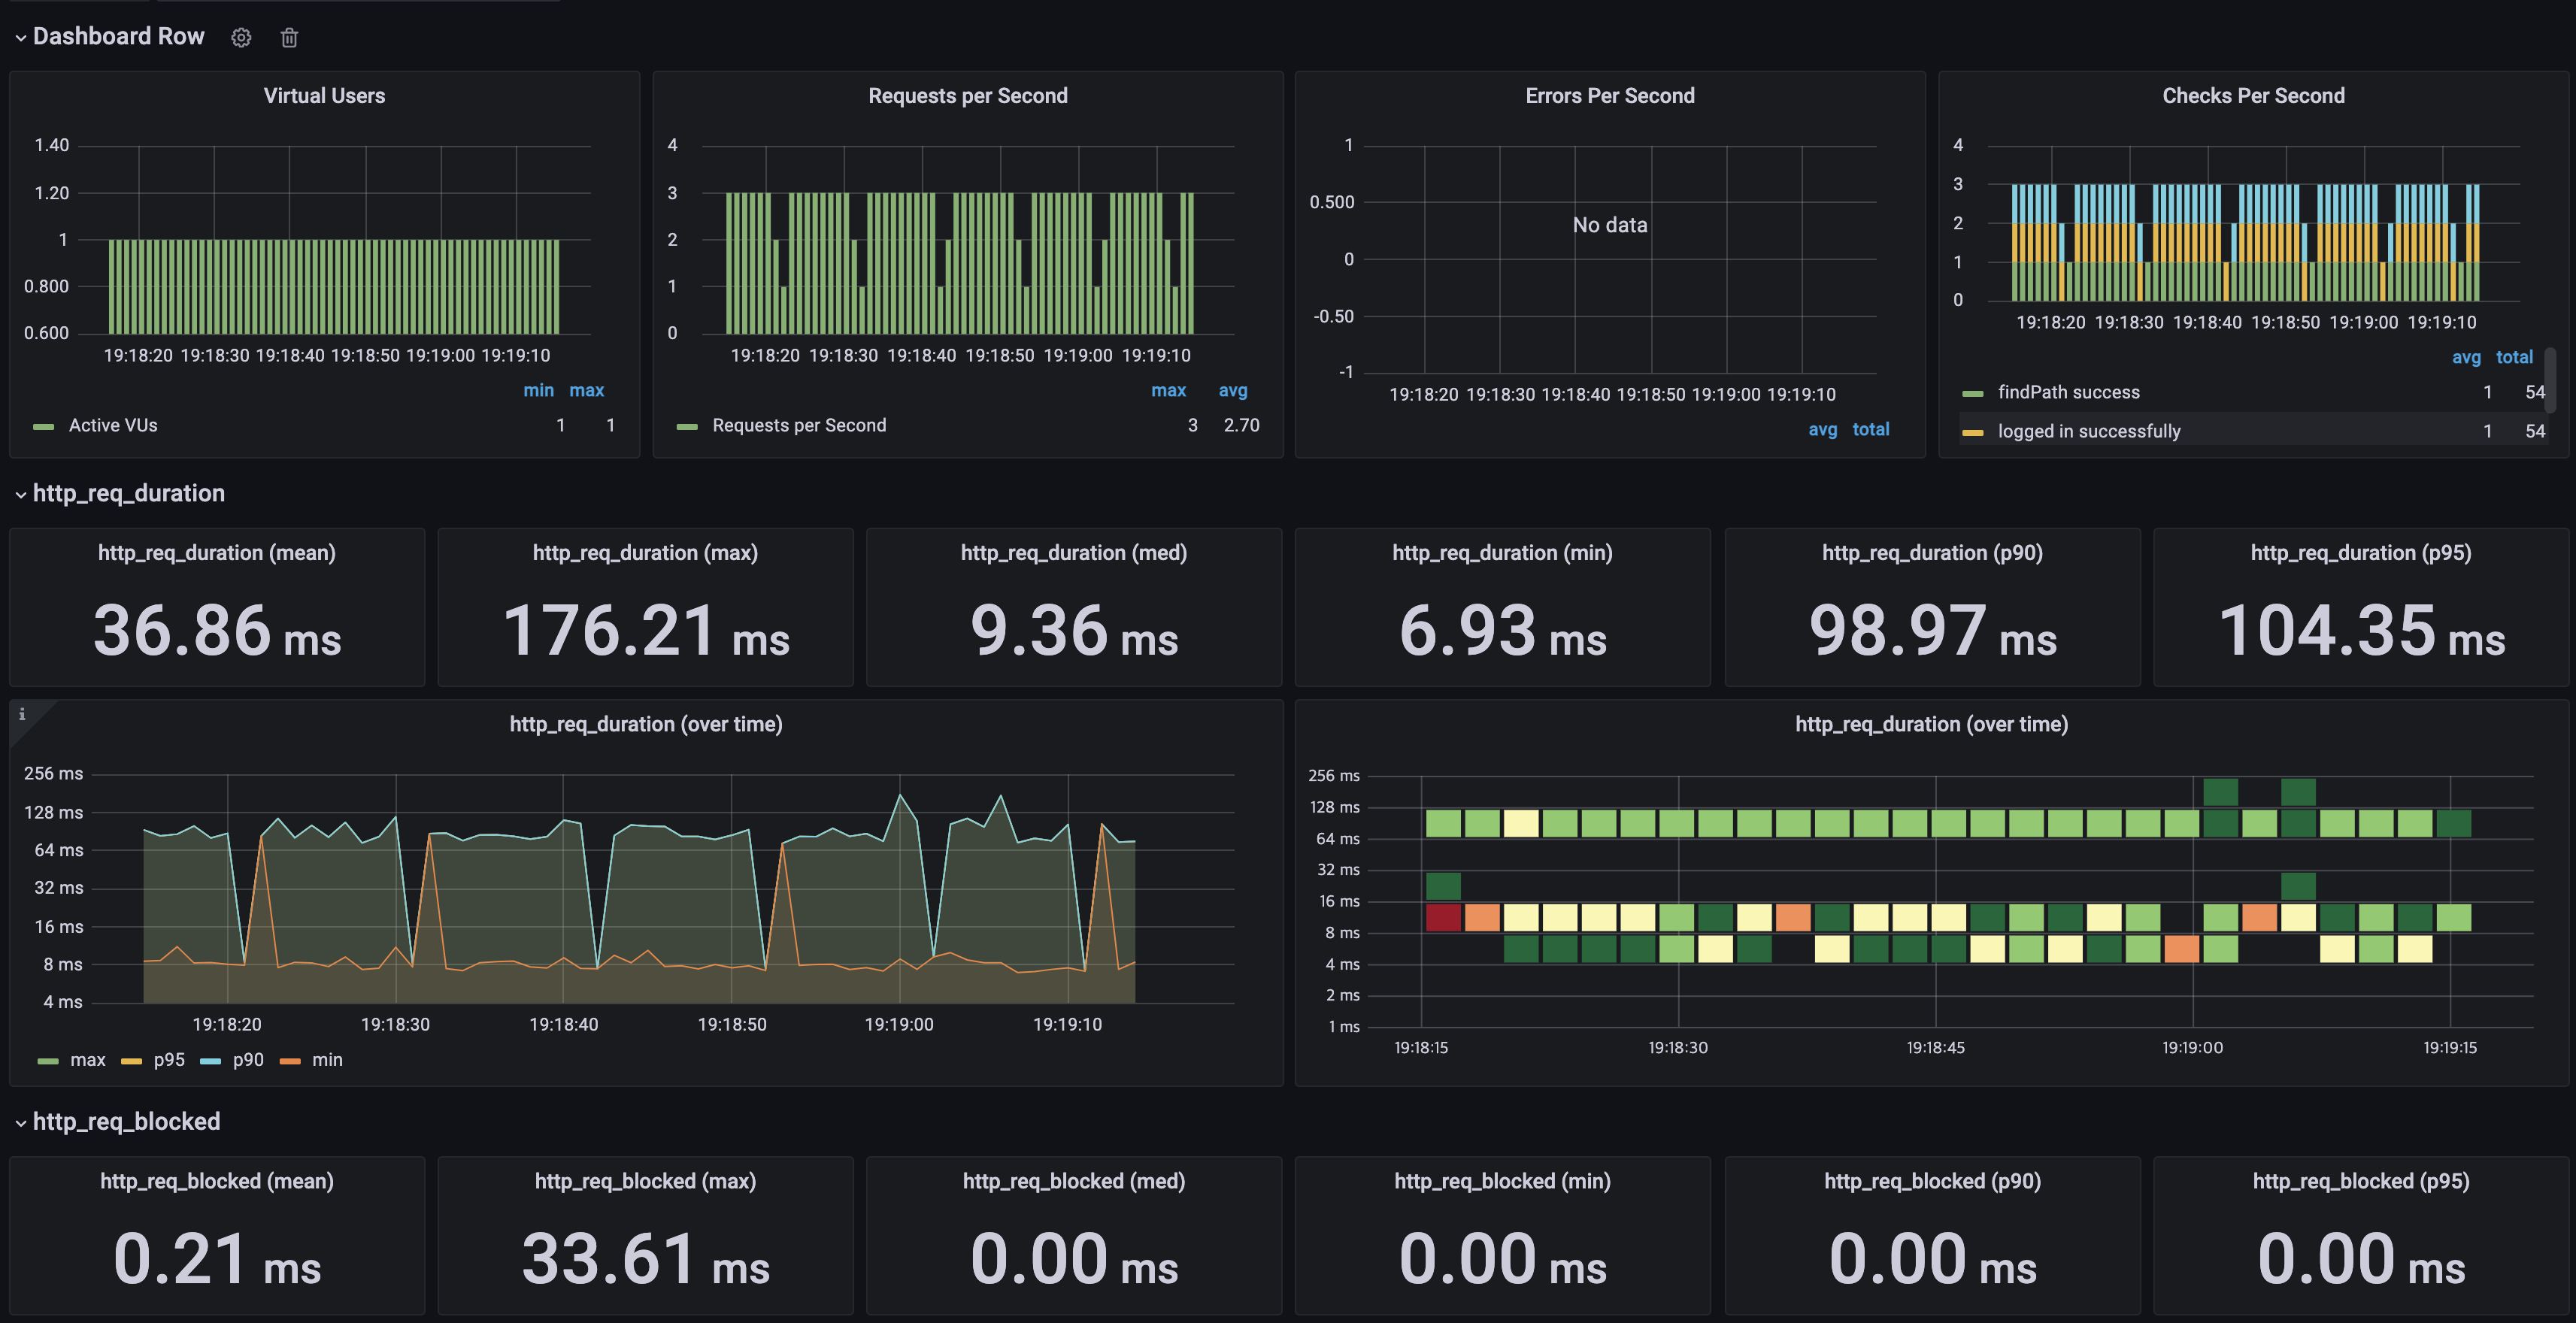 Dashboard Row
Virtual Users
1.40
1.20
1
0.800
0.600
19:18:20 19:18:30 19:18:40 19:18:50 19:19:00 19:19:10
min max
Active VUs 1 1
Requests per Second
4
3
2
1
0
19:18:20 19:18:30 19:18:40 19:18:50 19:19:00 19:19:10
max avg
Requests per Second 3 2.70
Errors Per Second
1
0.500
0
-0.50
-1
No data
19:18:20 19:18:30 19:18:40 19:18:50 19:19:00 19:19:10
avg total
Checks Per Second
4
3
2
1
0
19:18:20 19:18:30 19:18:40 19:18:50 19:19:00 19:19:10
avg total
findPath success 1 54
logged in successfully 1 54
http_req_duration
http_req_duration (mean)
36.86 ms
http_req_duration (max)
176.21 ms
http_req_duration (med)
9.36 ms
http_req_duration (min)
6.93 ms
http_req_duration (p90)
98.97 ms
http_req_duration (p95)
104.35 ms
i
http_req_duration (over time)
256 ms
128 ms
64 ms
32 ms
16 ms
8 ms
4 ms
19:18:20 19:18:30 19:18:40 19:18:50 19:19:00 19:19:10
max p95 p90 min
http_req_duration (over time)
256 ms
128 ms
64 ms
32 ms
16 ms
8 ms
4 ms
2 ms
1 ms
19:18:15 19:18:30 19:18:45 19:19:00 19:19:15
http_req_blocked
http_req_blocked (mean)
0.21 ms
http_req_blocked (max)
33.61 ms
http_req_blocked (med)
0.00 ms
http_req_blocked (min)
0.00 ms
http_req_blocked (p90)
0.00 ms
http_req_blocked (p95)
0.00 ms